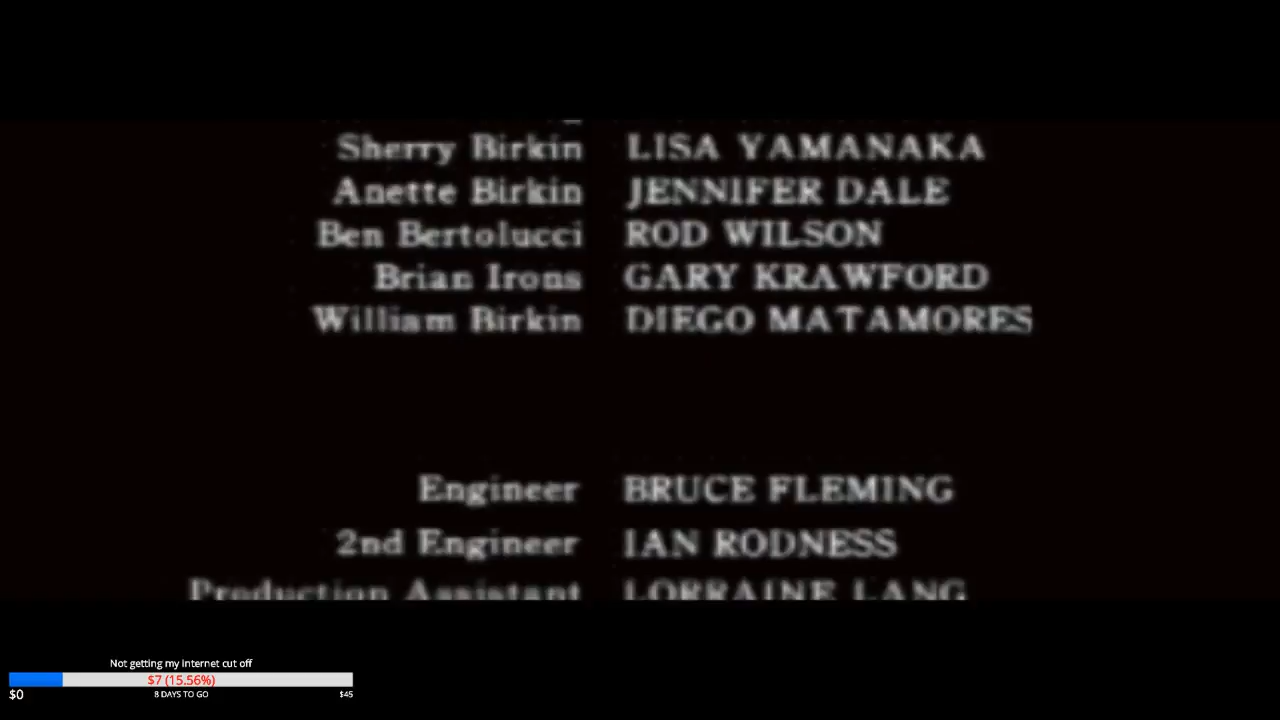 Sherry Birkin LISA YAMANAKA
Anette Birkin JENNIFER DALE
Ben Bertolucci ROD WILSON
Brian Irons GARY KRAWFORD
William Birkin DIEGO MATAMORES
Engineer BRUCE FLEMING
2nd Engineer IAN RODNESS
Production Assistant LORRAINE LANG
Not getting my internet cut off
$7 (15.56%)
$0 8 DAYS TO GO $45